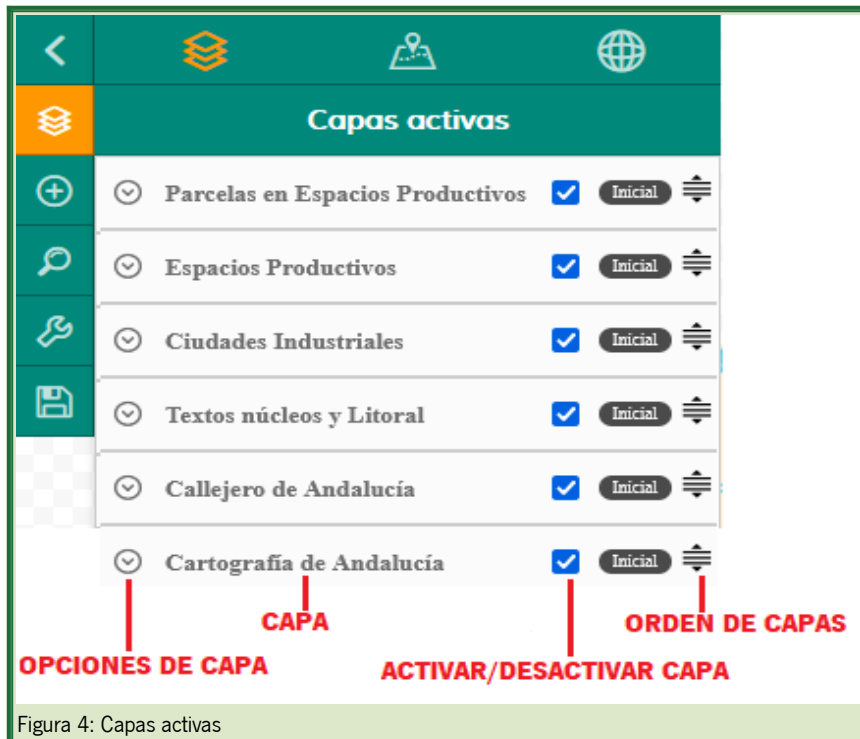 Capas activas
Parcelas en Espacios Productivos Inicial
Espacios Productivos Inicial
Ciudades Industriales Inicial
Textos núcleos y Litoral Inicial
Callejero de Andalucía Inicial
Cartografía de Andalucía Inicial
CAPA ORDEN DE CAPAS
OPCIONES DE CAPA ACTIVAR/DESACTIVAR CAPA
Figura 4: Capas activas